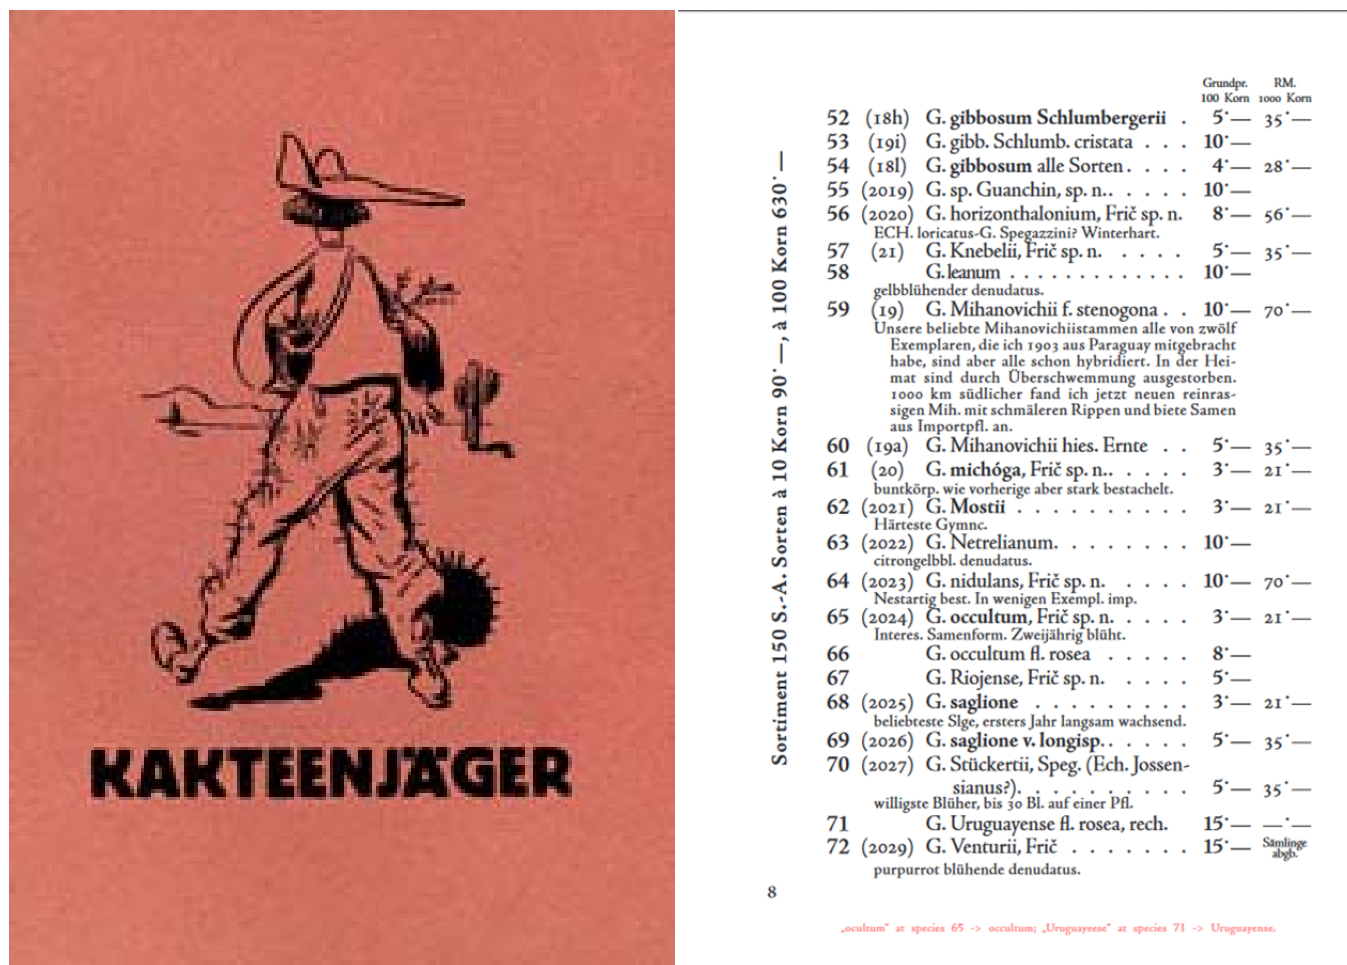 KAKTEENJÄGER
Grundpr. RM.
100 Korn 1000 Korn
52 (18h) G. gibbosum Schlumbergerii . 5·— 35·—
53 (19i) G. gibb. Schlumb. cristata . . . 10·—
54 (18l) G. gibbosum alle Sorten . . . . 4·— 28·—
55 (2019) G. sp. Guanchin, sp. n.. . . . . 10·—
56 (2020) G. horizonthalonium, Frič sp. n. 8·— 56·—
ECH. loricatus-G. Spegazzini? Winterhart.
57 (21) G. Knebelii, Frič sp. n. . . . . 5·— 35·—
58 G. leanum . . . . . . . . . . . . . 10·—
gelbblühender denudatus.
59 (19) G. Mihanovichii f. stenogona . . 10·— 70·—
Unsere beliebte Mihanovichiistammen alle von zwölf
Exemplaren, die ich 1903 aus Paraguay mitgebracht
habe, sind aber alle schon hybridiert. In der Hei-
mat sind durch Überschwemmung ausgestorben.
1000 km südlicher fand ich jetzt neuen reinras-
sigen Mih. mit schmäleren Rippen und biete Samen
aus Importpfl. an.
60 (19a) G. Mihanovichii hies. Ernte . . 5·— 35·—
61 (20) G. michóga, Frič sp. n.. . . . . 3·— 21·—
buntkörp. wie vorherige aber stark bestachelt.
62 (2021) G. Mostii . . . . . . . . . . 3·— 21·—
Härteste Gymnc.
63 (2022) G. Netrelianum. . . . . . . . 10·—
citrongelbbl. denudatus.
64 (2023) G. nidulans, Frič sp. n. . . . . 10·— 70·—
Nestartig best. In wenigen Exempl. imp.
65 (2024) G. occultum, Frič sp. n. . . . . 3·— 21·—
Interes. Samenform. Zweijährig blüht.
66 G. occultum fl. rosea . . . . . 8·—
67 G. Riojense, Frič sp. n. . . . . 5·—
68 (2025) G. saglione . . . . . . . . . 3·— 21·—
beliebteste Slge, ersters Jahr langsam wachsend.
69 (2026) G. saglione v. longisp. . . . . . 5·— 35·—
70 (2027) G. Stückertii, Speg. (Ech. Jossen-
sianus?). . . . . . . . . . . 5·— 35·—
willigste Blüher, bis 30 Bl. auf einer Pfl.
71 G. Uruguayense fl. rosea, rech. 15·— —·—
72 (2029) G. Venturii, Frič . . . . . . . 15·— Sämlinge abgb.
purpurrot blühende denudatus.
Sortiment 150 S.-A. Sorten à 10 Korn 90·—, à 100 Korn 630·—
8
„ocultum" at species 65 -> occultum; „Uruguayeese" at species 71 -> Uruguayense.